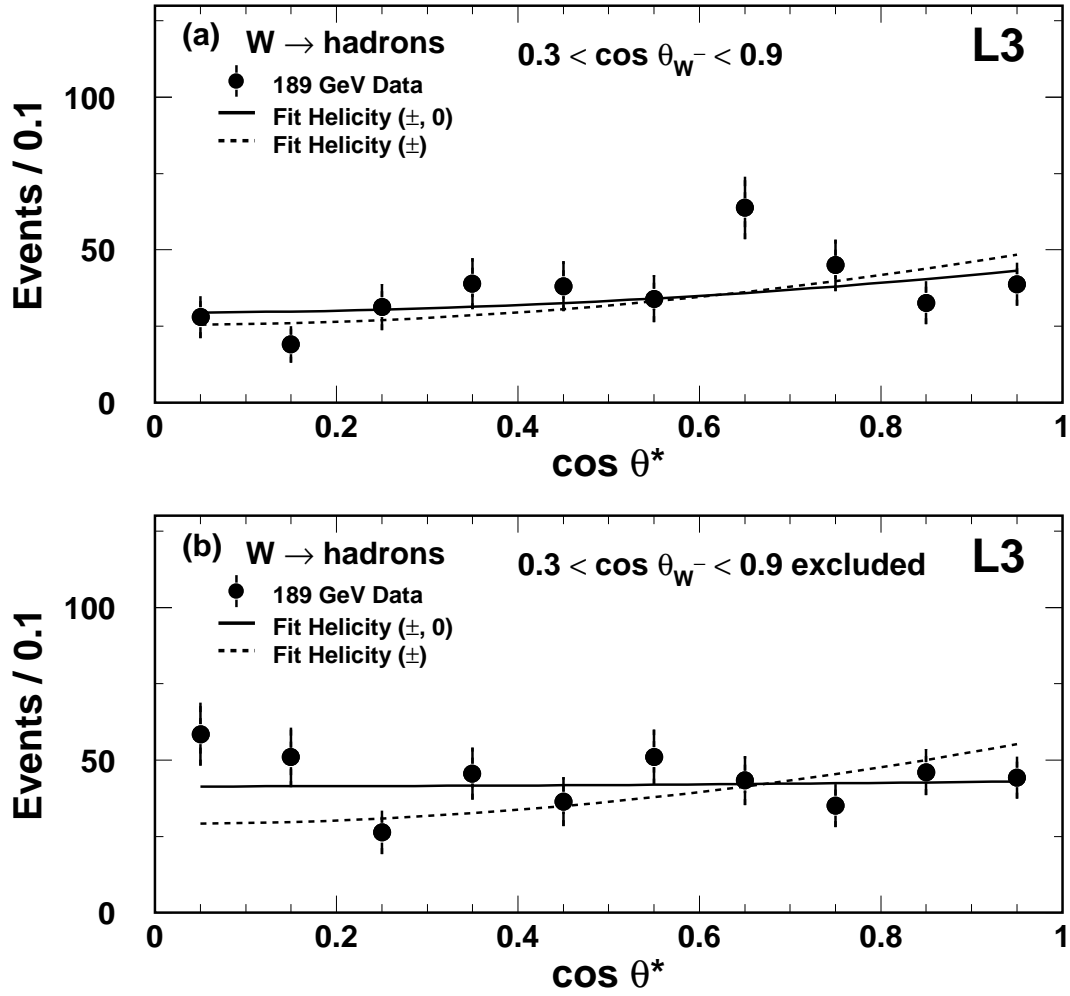 (a) W → hadrons 0.3 < cos θW⁻ < 0.9 L3
189 GeV Data
Fit Helicity (±, 0)
Fit Helicity (±)
Events / 0.1
100
50
0
0 0.2 0.4 0.6 0.8 1
cos θ*
(b) W → hadrons 0.3 < cos θW⁻ < 0.9 excluded L3
189 GeV Data
Fit Helicity (±, 0)
Fit Helicity (±)
Events / 0.1
100
50
0
0 0.2 0.4 0.6 0.8 1
cos θ*